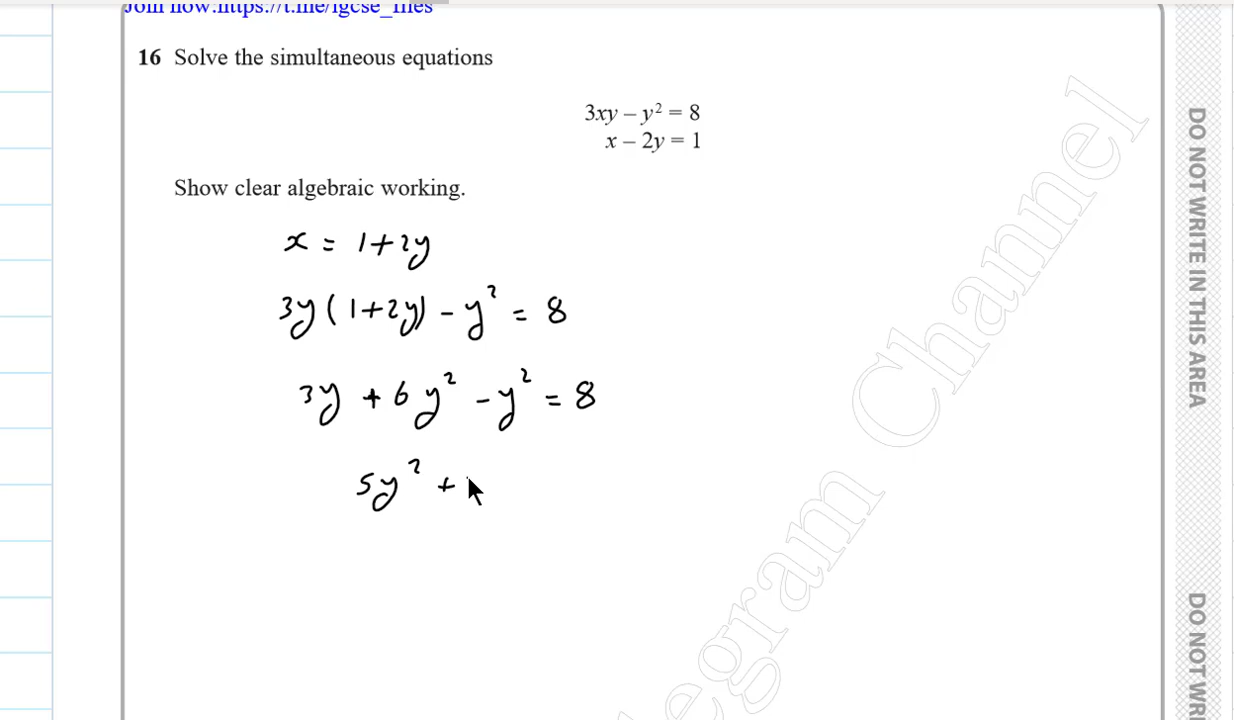 Join now:https://t.me/igcse_files
16 Solve the simultaneous equations
3xy – y² = 8
x – 2y = 1
Show clear algebraic working.
x = 1+2y
3y(1+2y) - y² = 8
3y + 6y² - y² = 8
5y² +
DO NOT WRITE IN THIS AREA
DO NOT WRI
egram Channel